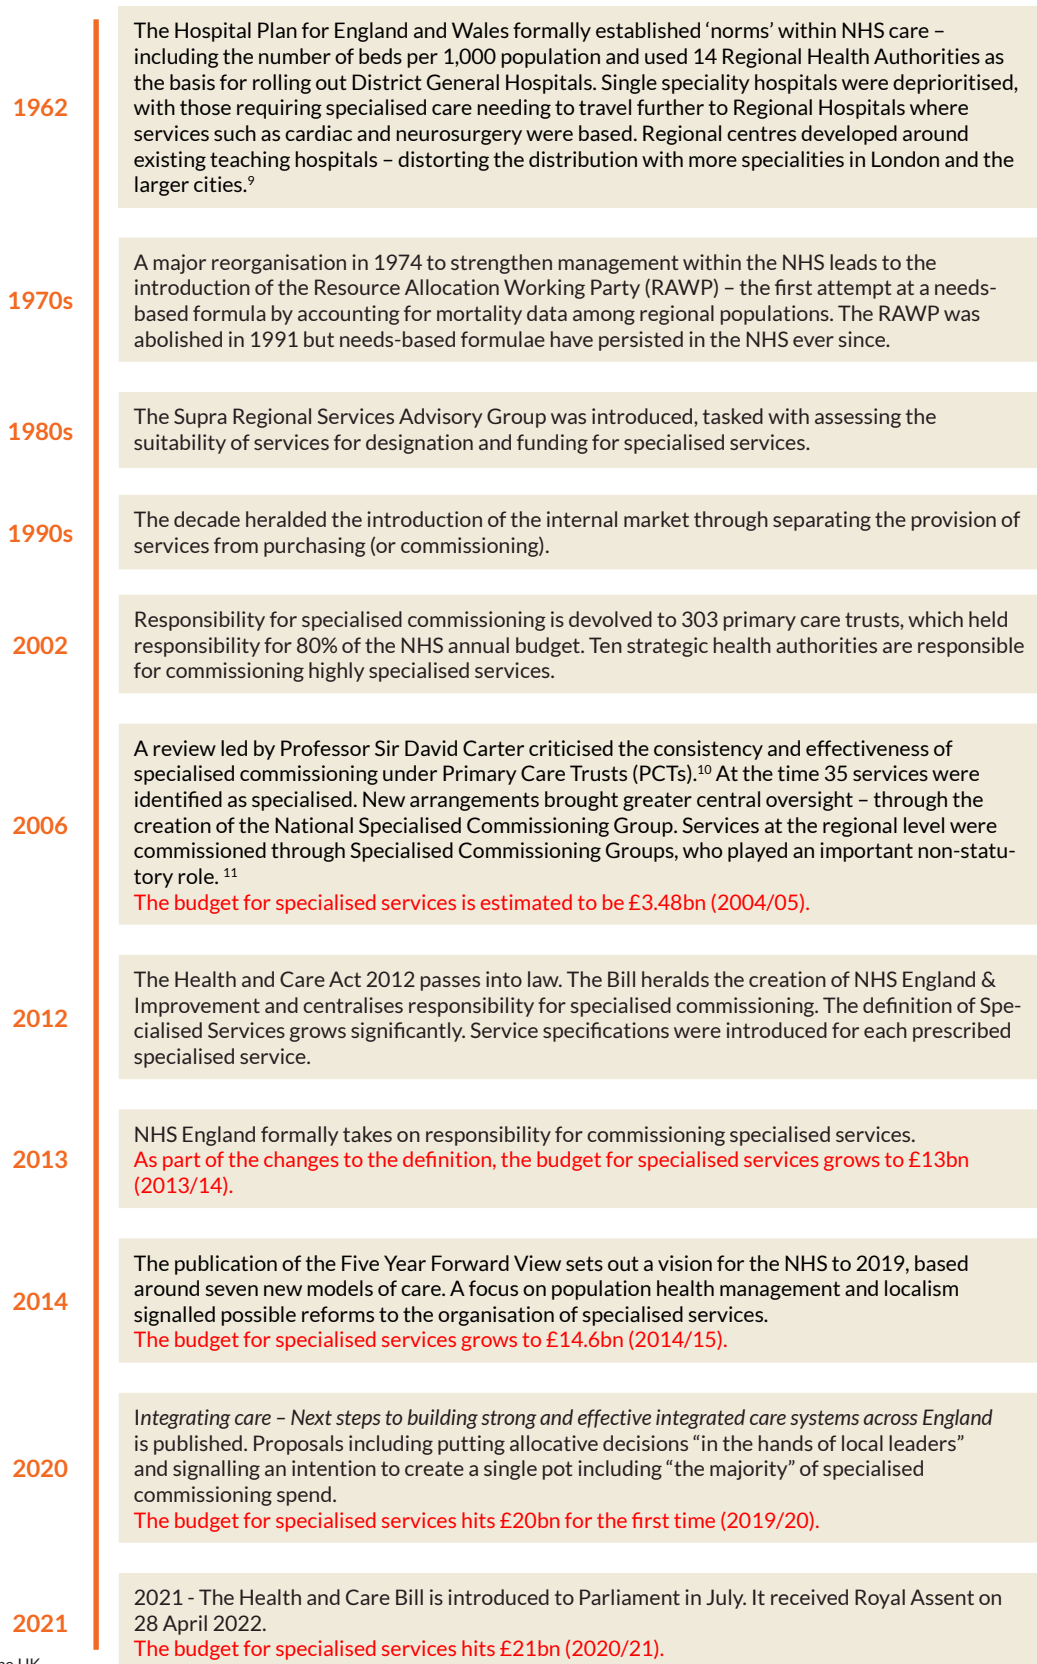 1962
The Hospital Plan for England and Wales formally established ‘norms’ within NHS care –
including the number of beds per 1,000 population and used 14 Regional Health Authorities as
the basis for rolling out District General Hospitals. Single speciality hospitals were deprioritised,
with those requiring specialised care needing to travel further to Regional Hospitals where
services such as cardiac and neurosurgery were based. Regional centres developed around
existing teaching hospitals – distorting the distribution with more specialities in London and the
larger cities.9
1970s
A major reorganisation in 1974 to strengthen management within the NHS leads to the
introduction of the Resource Allocation Working Party (RAWP) – the first attempt at a needs-
based formula by accounting for mortality data among regional populations. The RAWP was
abolished in 1991 but needs-based formulae have persisted in the NHS ever since.
1980s
The Supra Regional Services Advisory Group was introduced, tasked with assessing the
suitability of services for designation and funding for specialised services.
1990s
The decade heralded the introduction of the internal market through separating the provision of
services from purchasing (or commissioning).
2002
Responsibility for specialised commissioning is devolved to 303 primary care trusts, which held
responsibility for 80% of the NHS annual budget. Ten strategic health authorities are responsible
for commissioning highly specialised services.
2006
A review led by Professor Sir David Carter criticised the consistency and effectiveness of
specialised commissioning under Primary Care Trusts (PCTs).10 At the time 35 services were
identified as specialised. New arrangements brought greater central oversight – through the
creation of the National Specialised Commissioning Group. Services at the regional level were
commissioned through Specialised Commissioning Groups, who played an important non-statu-
tory role. 11
The budget for specialised services is estimated to be £3.48bn (2004/05).
2012
The Health and Care Act 2012 passes into law. The Bill heralds the creation of NHS England &
Improvement and centralises responsibility for specialised commissioning. The definition of Spe-
cialised Services grows significantly. Service specifications were introduced for each prescribed
specialised service.
2013
NHS England formally takes on responsibility for commissioning specialised services.
As part of the changes to the definition, the budget for specialised services grows to £13bn
(2013/14).
2014
The publication of the Five Year Forward View sets out a vision for the NHS to 2019, based
around seven new models of care. A focus on population health management and localism
signalled possible reforms to the organisation of specialised services.
The budget for specialised services grows to £14.6bn (2014/15).
2020
Integrating care – Next steps to building strong and effective integrated care systems across England
is published. Proposals including putting allocative decisions “in the hands of local leaders”
and signalling an intention to create a single pot including “the majority” of specialised
commissioning spend.
The budget for specialised services hits £20bn for the first time (2019/20).
2021
2021 - The Health and Care Bill is introduced to Parliament in July. It received Royal Assent on
28 April 2022.
The budget for specialised services hits £21bn (2020/21).